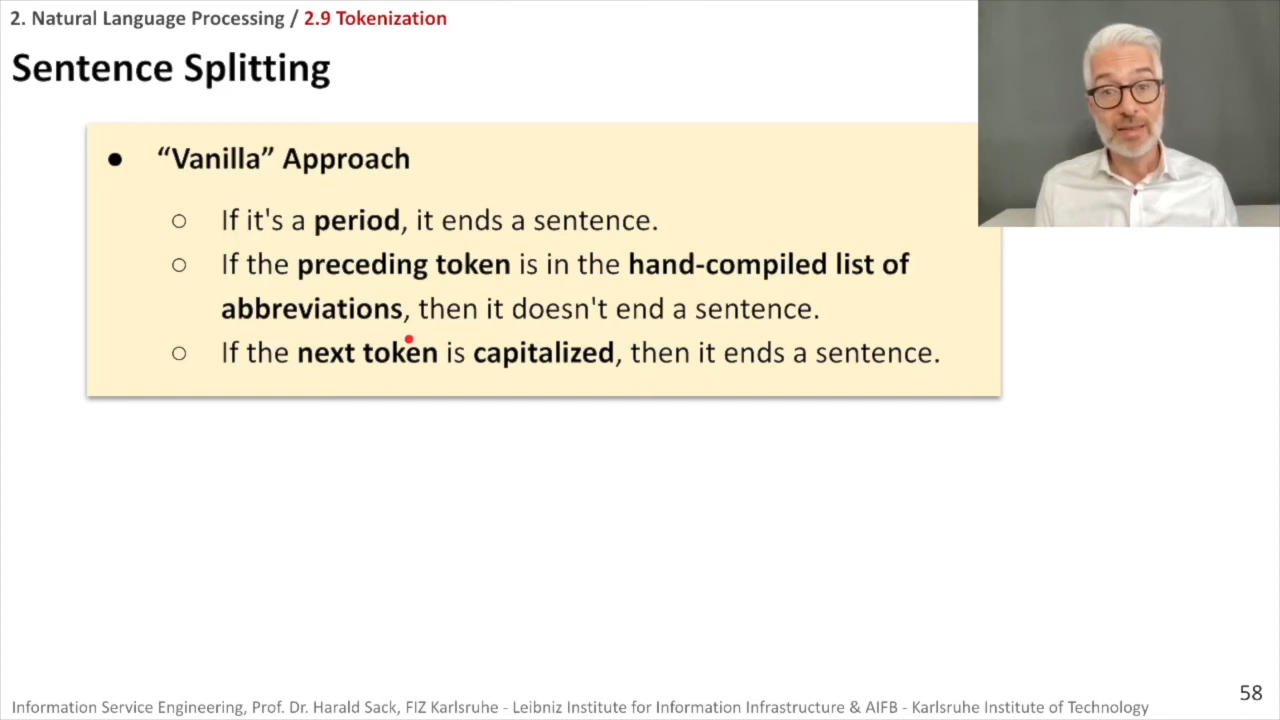 2. Natural Language Processing / 2.9 Tokenization
Sentence Splitting
● “Vanilla” Approach
○ If it's a period, it ends a sentence.
○ If the preceding token is in the hand-compiled list of
abbreviations, then it doesn't end a sentence.
○ If the next token is capitalized, then it ends a sentence.
58
Information Service Engineering, Prof. Dr. Harald Sack, FIZ Karlsruhe - Leibniz Institute for Information Infrastructure & AIFB - Karlsruhe Institute of Technology